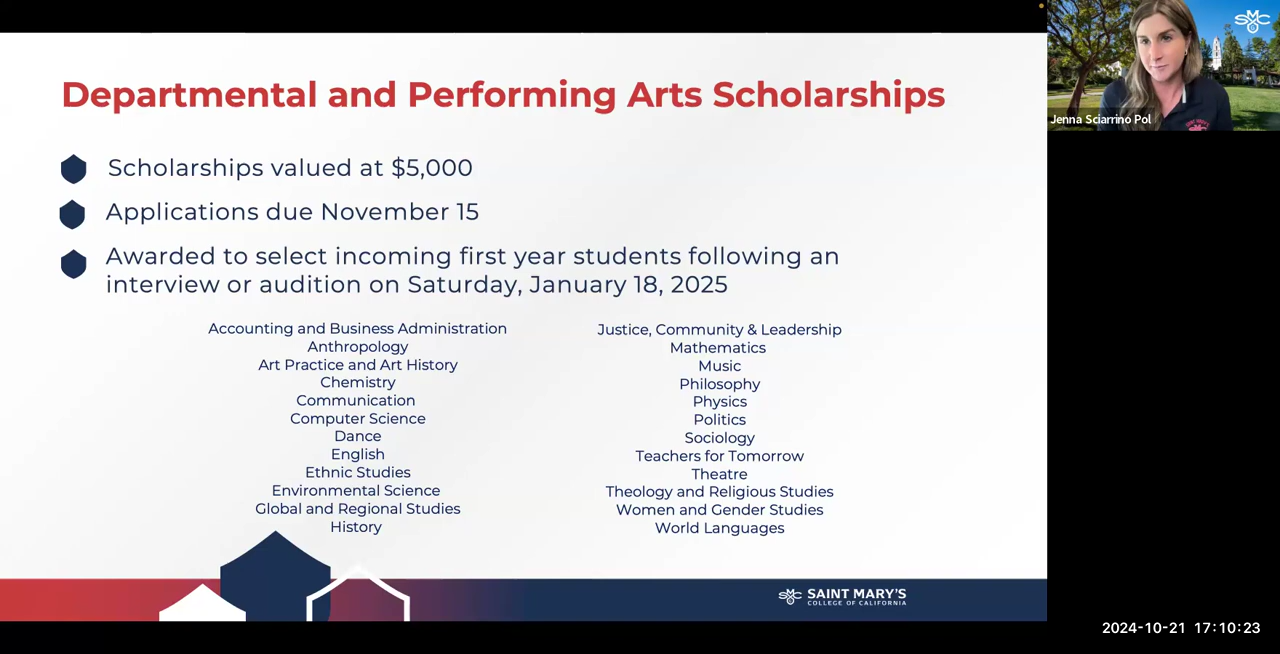 Departmental and Performing Arts Scholarships
Scholarships valued at $5,000
Applications due November 15
Awarded to select incoming first year students following an
interview or audition on Saturday, January 18, 2025
Accounting and Business Administration
Anthropology
Art Practice and Art History
Chemistry
Communication
Computer Science
Dance
English
Ethnic Studies
Environmental Science
Global and Regional Studies
History
Justice, Community & Leadership
Mathematics
Music
Philosophy
Physics
Politics
Sociology
Teachers for Tomorrow
Theatre
Theology and Religious Studies
Women and Gender Studies
World Languages
SMC SAINT MARY'S
COLLEGE OF CALIFORNIA
SMC
Jenna Sciarrino Pol
2024-10-21 17:10:23